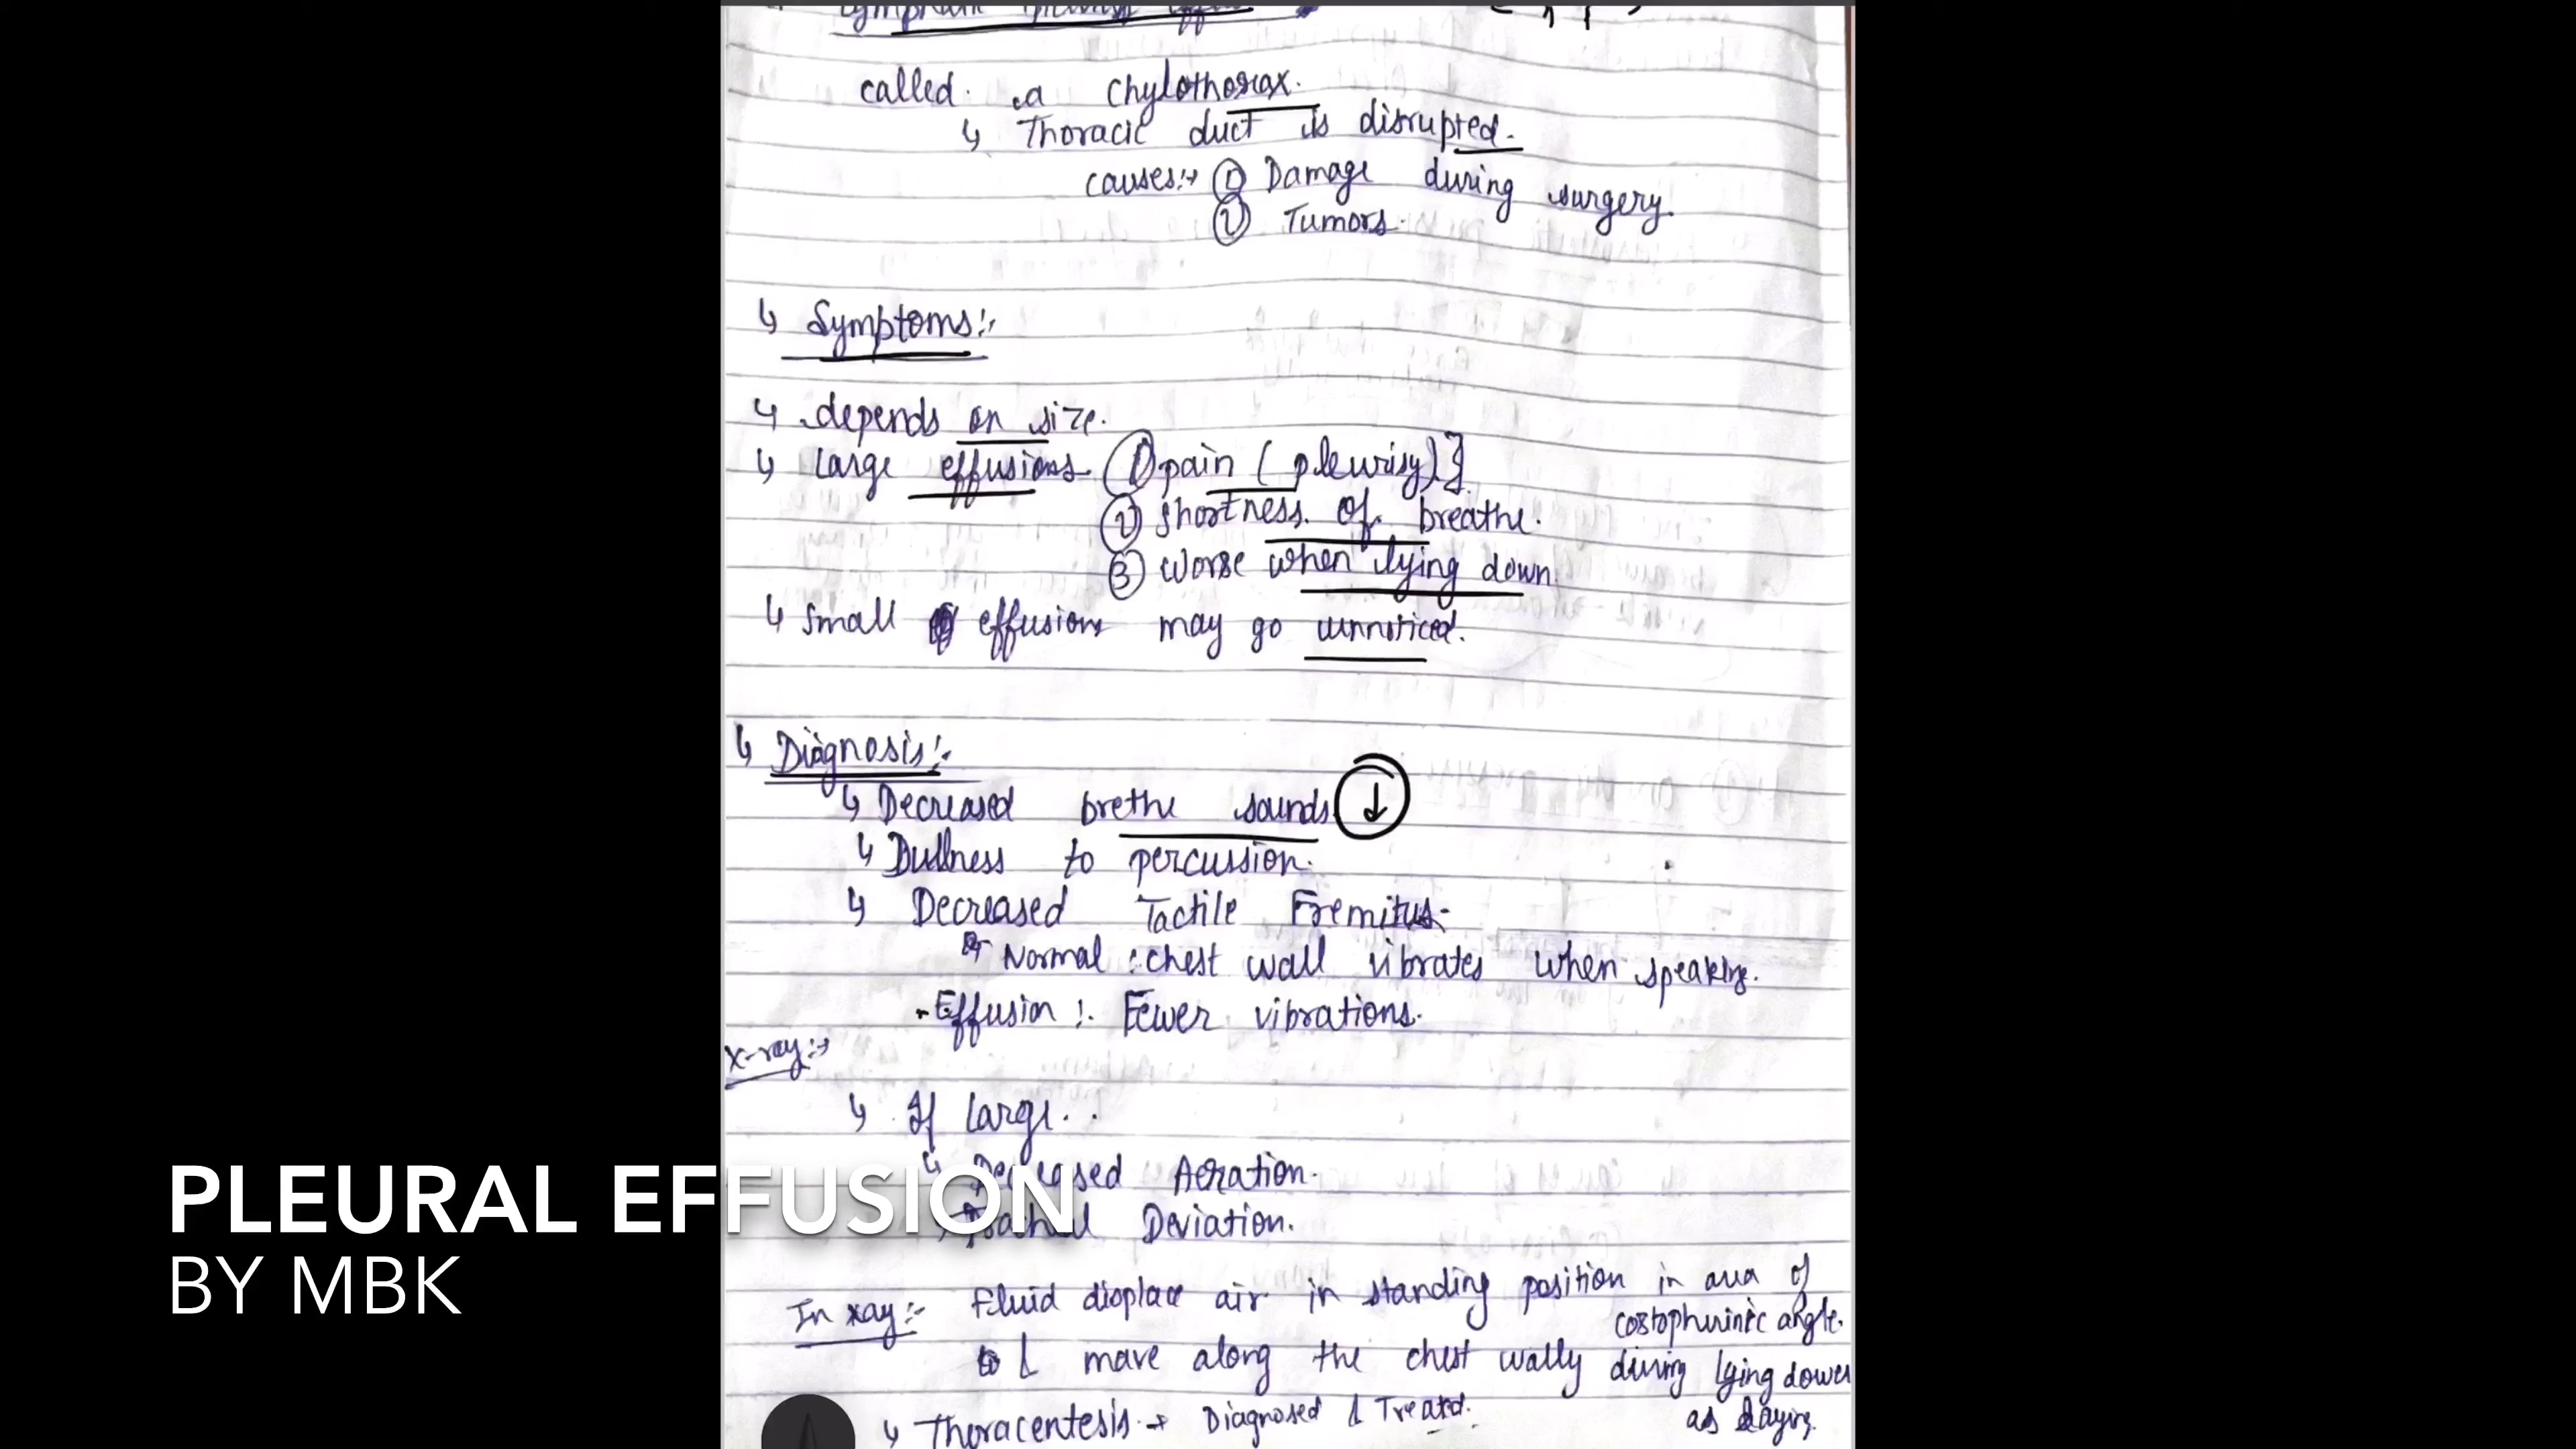 called a Chylothorax.
↳ Thoracic duct is disrupted.
causes:→ ① Damage during surgery.
② Tumors.
↳ Symptoms:-
↳ depends on size.
↳ Large effusions ① pain (pleurisy)}
② shortness of breathe.
③ Worse when lying down
↳ Small effusions may go unnoticed.
↳ Diagnosis:-
↳ Decreased brethe sounds ↓
↳ Dullness to percussion.
↳ Decreased Tactile Fremitus-
Normal : chest wall vibrates when speaking.
- Effusion :. Fewer vibrations.
X-ray:→
↳ If Large..
↳ Decreased Aeration.
Deviation.
PLEURAL EFFUSION
BY MBK
In xay:- Fluid displace air in standing position in area of
costophrinic angle.
move along the chest wally during lying down
↳ Thoracentesis → Diagnosed & Treated.
as